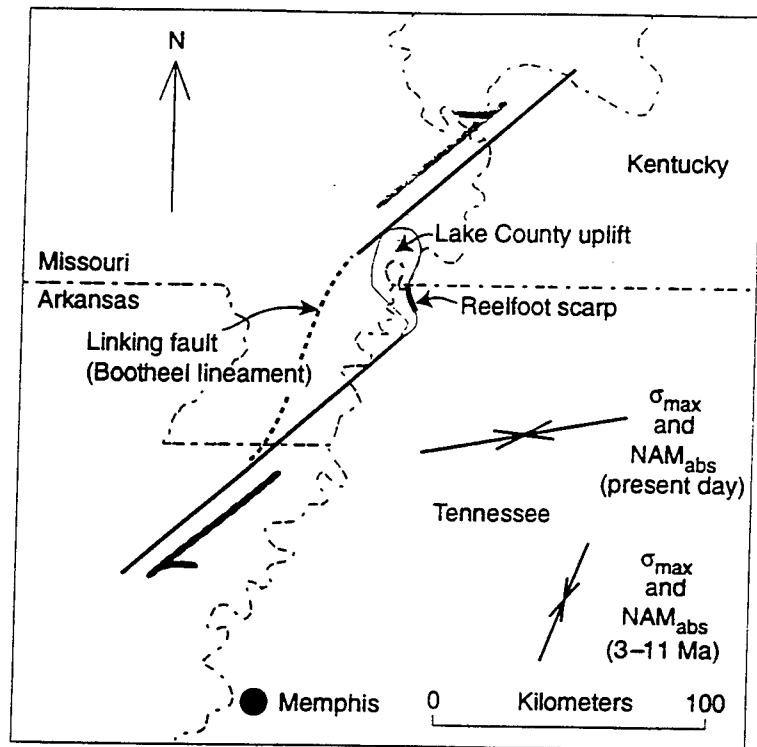 N
Kentucky
Lake County uplift
Missouri
Arkansas
Reelfoot scarp
Linking fault
(Bootheel lineament)
σmax
and
NAMabs
(present day)
Tennessee
σmax
and
NAMabs
(3–11 Ma)
Memphis
0 Kilometers 100